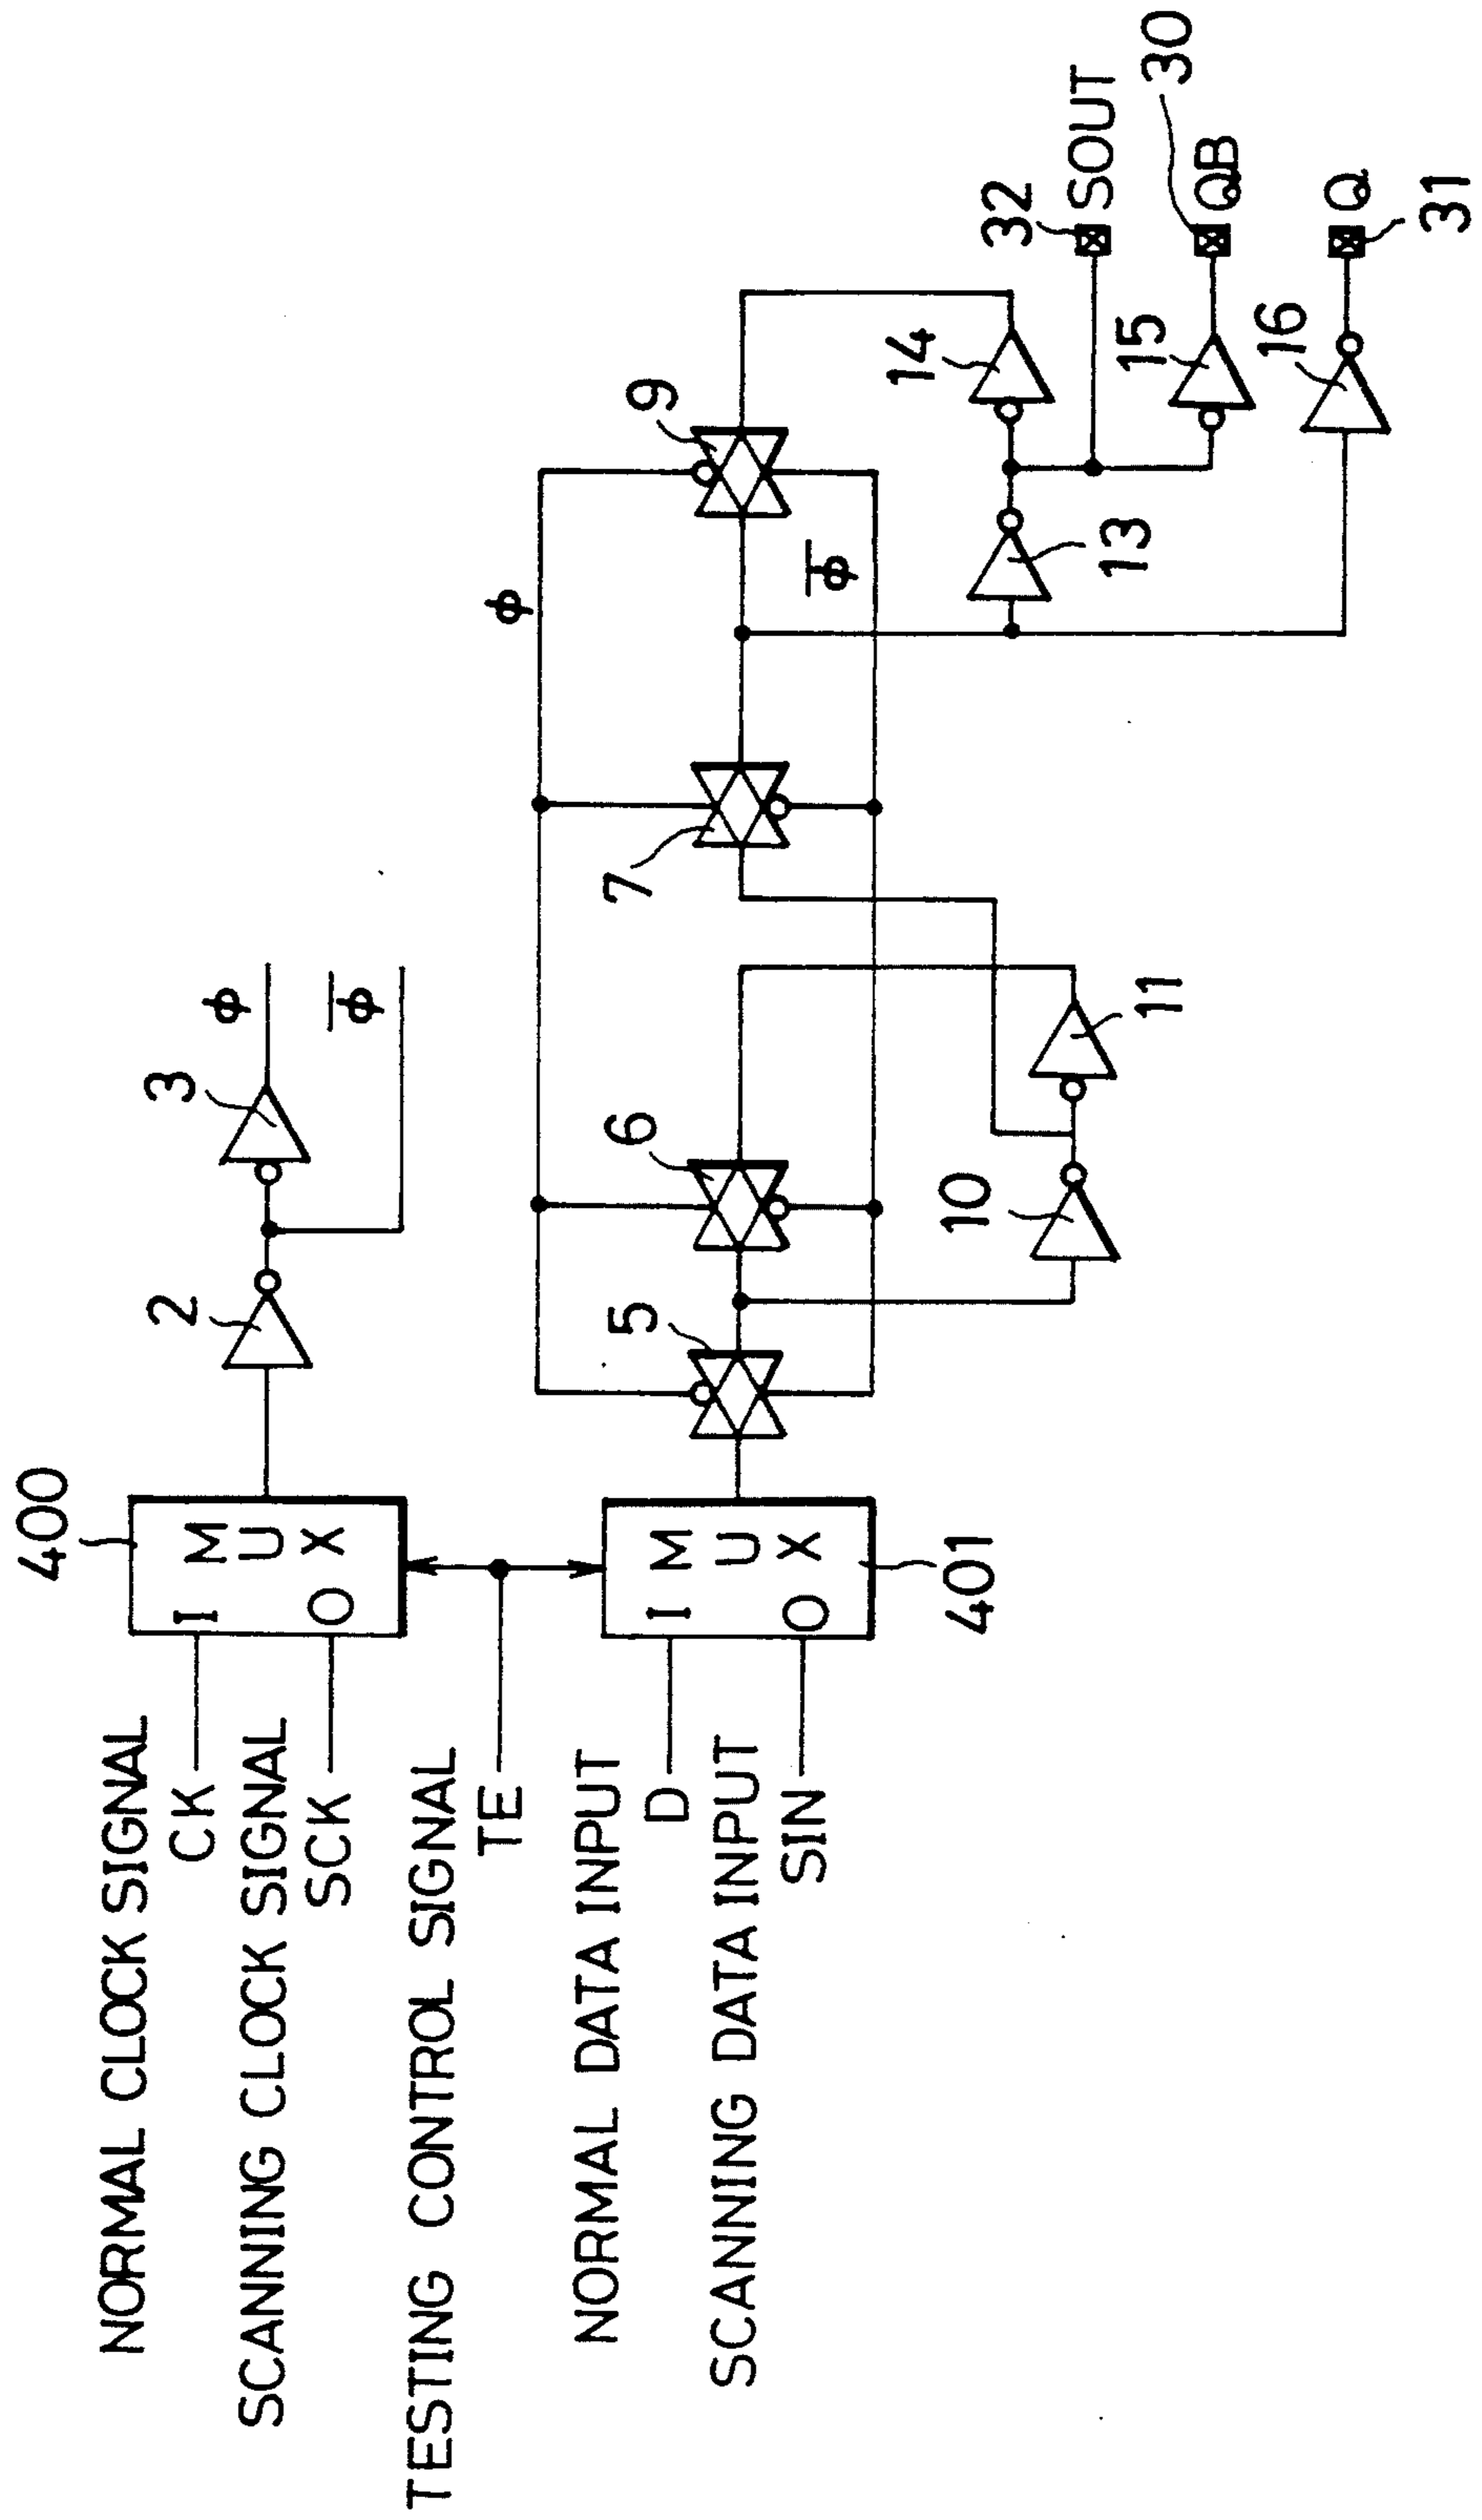 NORMAL CLOCK SIGNAL
CK
SCANNING CLOCK SIGNAL
SCK
TESTING CONTROL SIGNAL
TE
NORMAL DATA INPUT
D
SCANNING DATA INPUT
SIN
400
I
O
MUX
401
I
O
MUX
2
3
ϕ
ϕ̅
5
6
7
9
ϕ
ϕ̅
10
11
13
14
15
16
32
SOUT
30
QB
Q
31